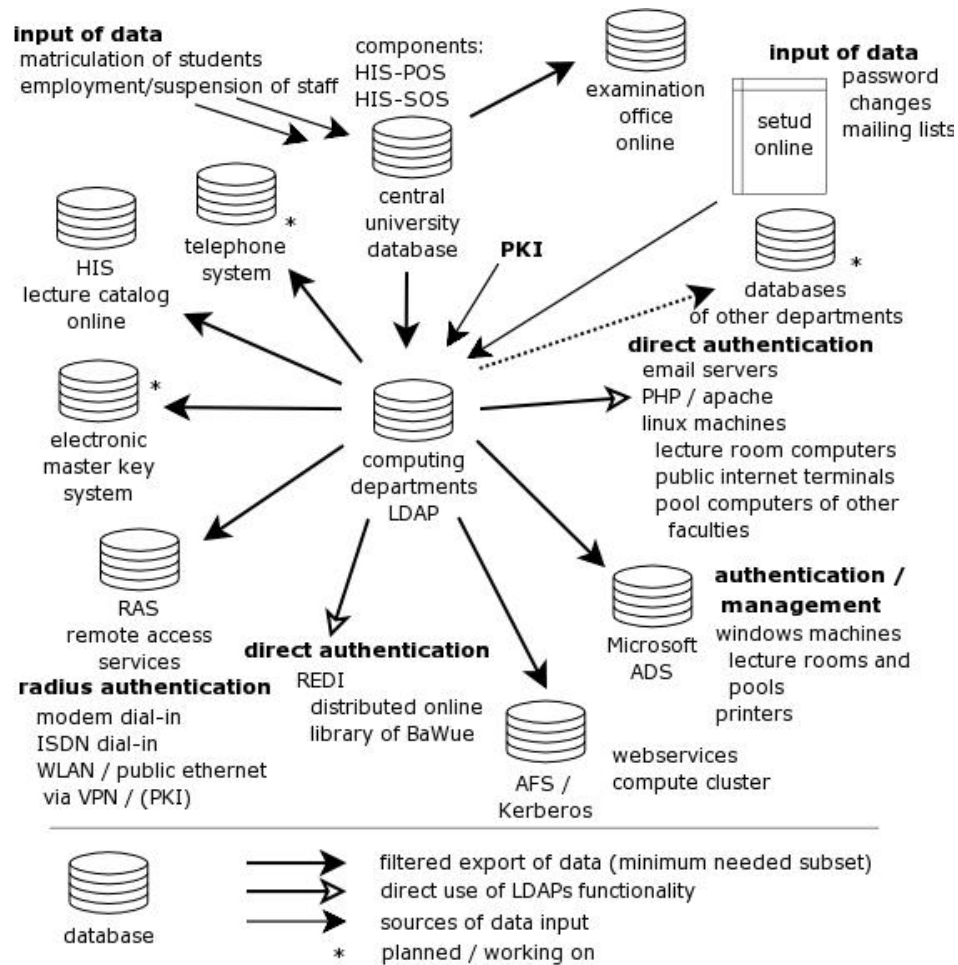 input of data
matriculation of students
employment/suspension of staff
components:
HIS-POS
HIS-SOS
central
university
database
examination
office
online
input of data
password
changes
mailing lists
setud
online
HIS
lecture catalog
online
*
telephone
system
PKI
*
databases
of other departments
*
electronic
master key
system
computing
departments
LDAP
direct authentication
email servers
PHP / apache
linux machines
lecture room computers
public internet terminals
pool computers of other
faculties
RAS
remote access
services
radius authentication
modem dial-in
ISDN dial-in
WLAN / public ethernet
via VPN / (PKI)
direct authentication
REDI
distributed online
library of BaWue
AFS /
Kerberos
webservices
compute cluster
Microsoft
ADS
authentication /
management
windows machines
lecture rooms and
pools
printers
database
filtered export of data (minimum needed subset)
direct use of LDAPs functionality
sources of data input
* planned / working on